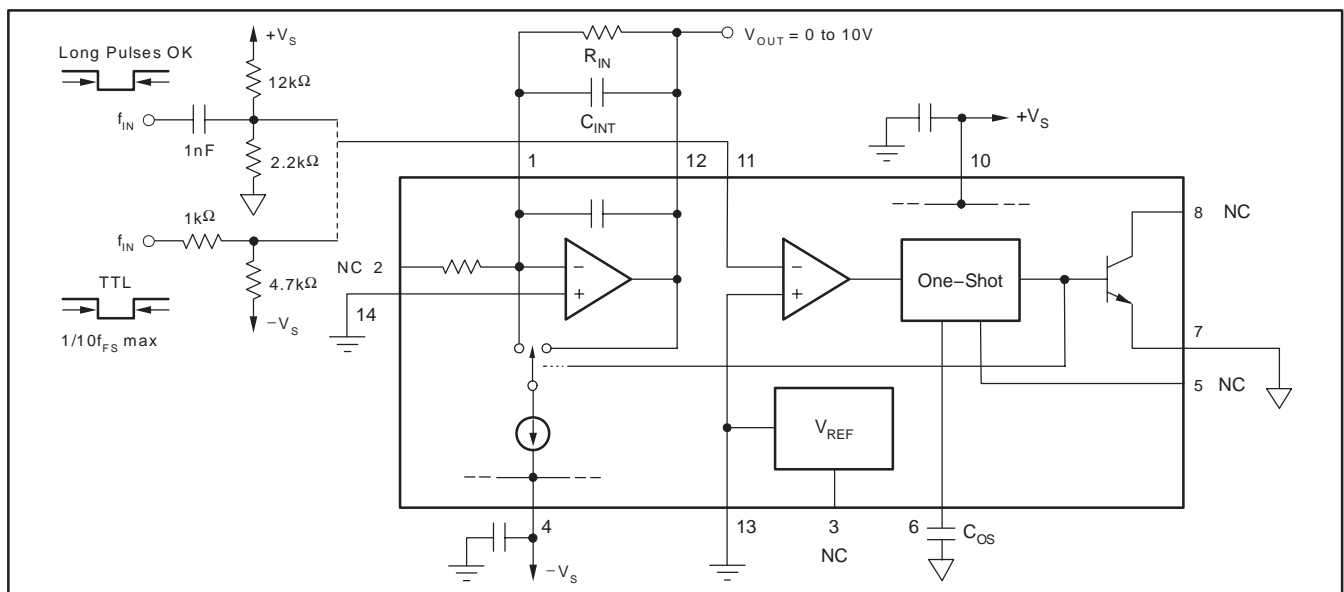 +V_S
Long Pulses OK
12kΩ
f_IN
1nF
2.2kΩ
1kΩ
f_IN
4.7kΩ
TTL
−V_S
1/10f_FS max
R_IN
V_OUT = 0 to 10V
C_INT
+V_S
1
12
11
10
8 NC
NC 2
−
+
−
+
One−Shot
14
7
5 NC
V_REF
4
13
3
6
C_OS
NC
−V_S